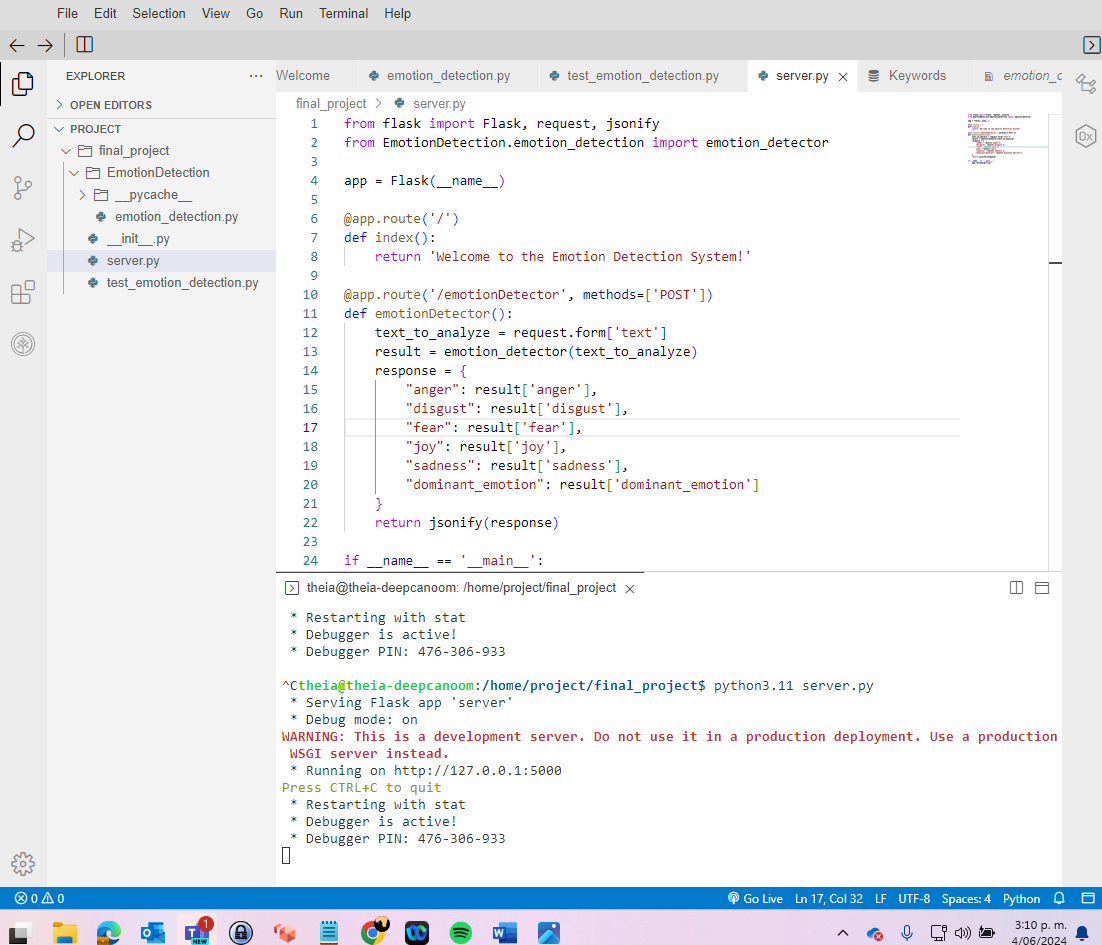 File Edit Selection View Go Run Terminal Help
EXPLORER
OPEN EDITORS
PROJECT
final_project
EmotionDetection
__pycache__
emotion_detection.py
__init__.py
server.py
test_emotion_detection.py
Welcome emotion_detection.py test_emotion_detection.py server.py Keywords emotion_
final_project > server.py
1 from flask import Flask, request, jsonify
2 from EmotionDetection.emotion_detection import emotion_detector
3
4 app = Flask(__name__)
5
6 @app.route('/')
7 def index():
8 return 'Welcome to the Emotion Detection System!'
9
10 @app.route('/emotionDetector', methods=['POST'])
11 def emotionDetector():
12 text_to_analyze = request.form['text']
13 result = emotion_detector(text_to_analyze)
14 response = {
15 "anger": result['anger'],
16 "disgust": result['disgust'],
17 "fear": result['fear'],
18 "joy": result['joy'],
19 "sadness": result['sadness'],
20 "dominant_emotion": result['dominant_emotion']
21 }
22 return jsonify(response)
23
24 if __name__ == '__main__':
theia@theia-deepcanoom: /home/project/final_project
* Restarting with stat
* Debugger is active!
* Debugger PIN: 476-306-933
^Ctheia@theia-deepcanoom:/home/project/final_project$ python3.11 server.py
* Serving Flask app 'server'
* Debug mode: on
WARNING: This is a development server. Do not use it in a production deployment. Use a production
WSGI server instead.
* Running on http://127.0.0.1:5000
Press CTRL+C to quit
* Restarting with stat
* Debugger is active!
* Debugger PIN: 476-306-933
0 0 Go Live Ln 17, Col 32 LF UTF-8 Spaces: 4 Python
1
NEW
3:10 p. m.
4/06/2024